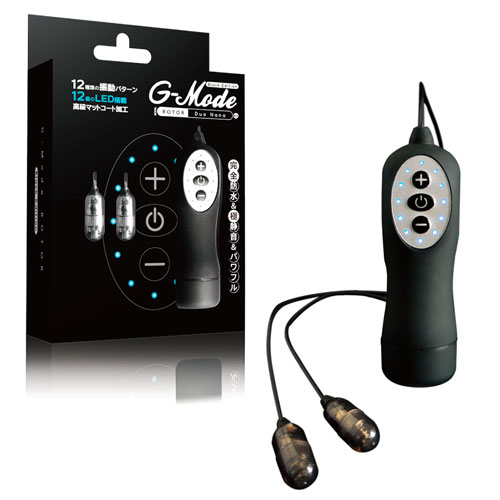 12種類の振動パターン
12個のLED搭載
高級マットコート加工
G-Mode
ROTOR Duo Nano
完全防水&極静音&パワフル
G-MODE ROTOR